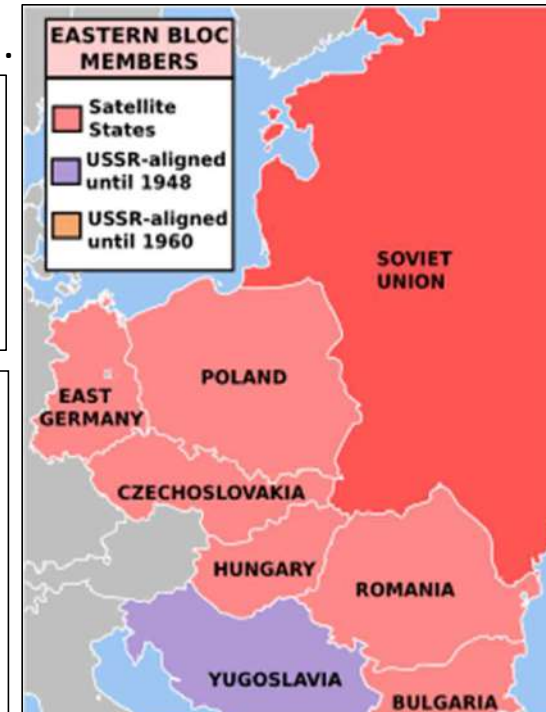 .
EASTERN BLOC
MEMBERS
Satellite
States
USSR-aligned
until 1948
USSR-aligned
until 1960
SOVIET
UNION
POLAND
EAST
GERMANY
CZECHOSLOVAKIA
HUNGARY
ROMANIA
YUGOSLAVIA
BULGARIA